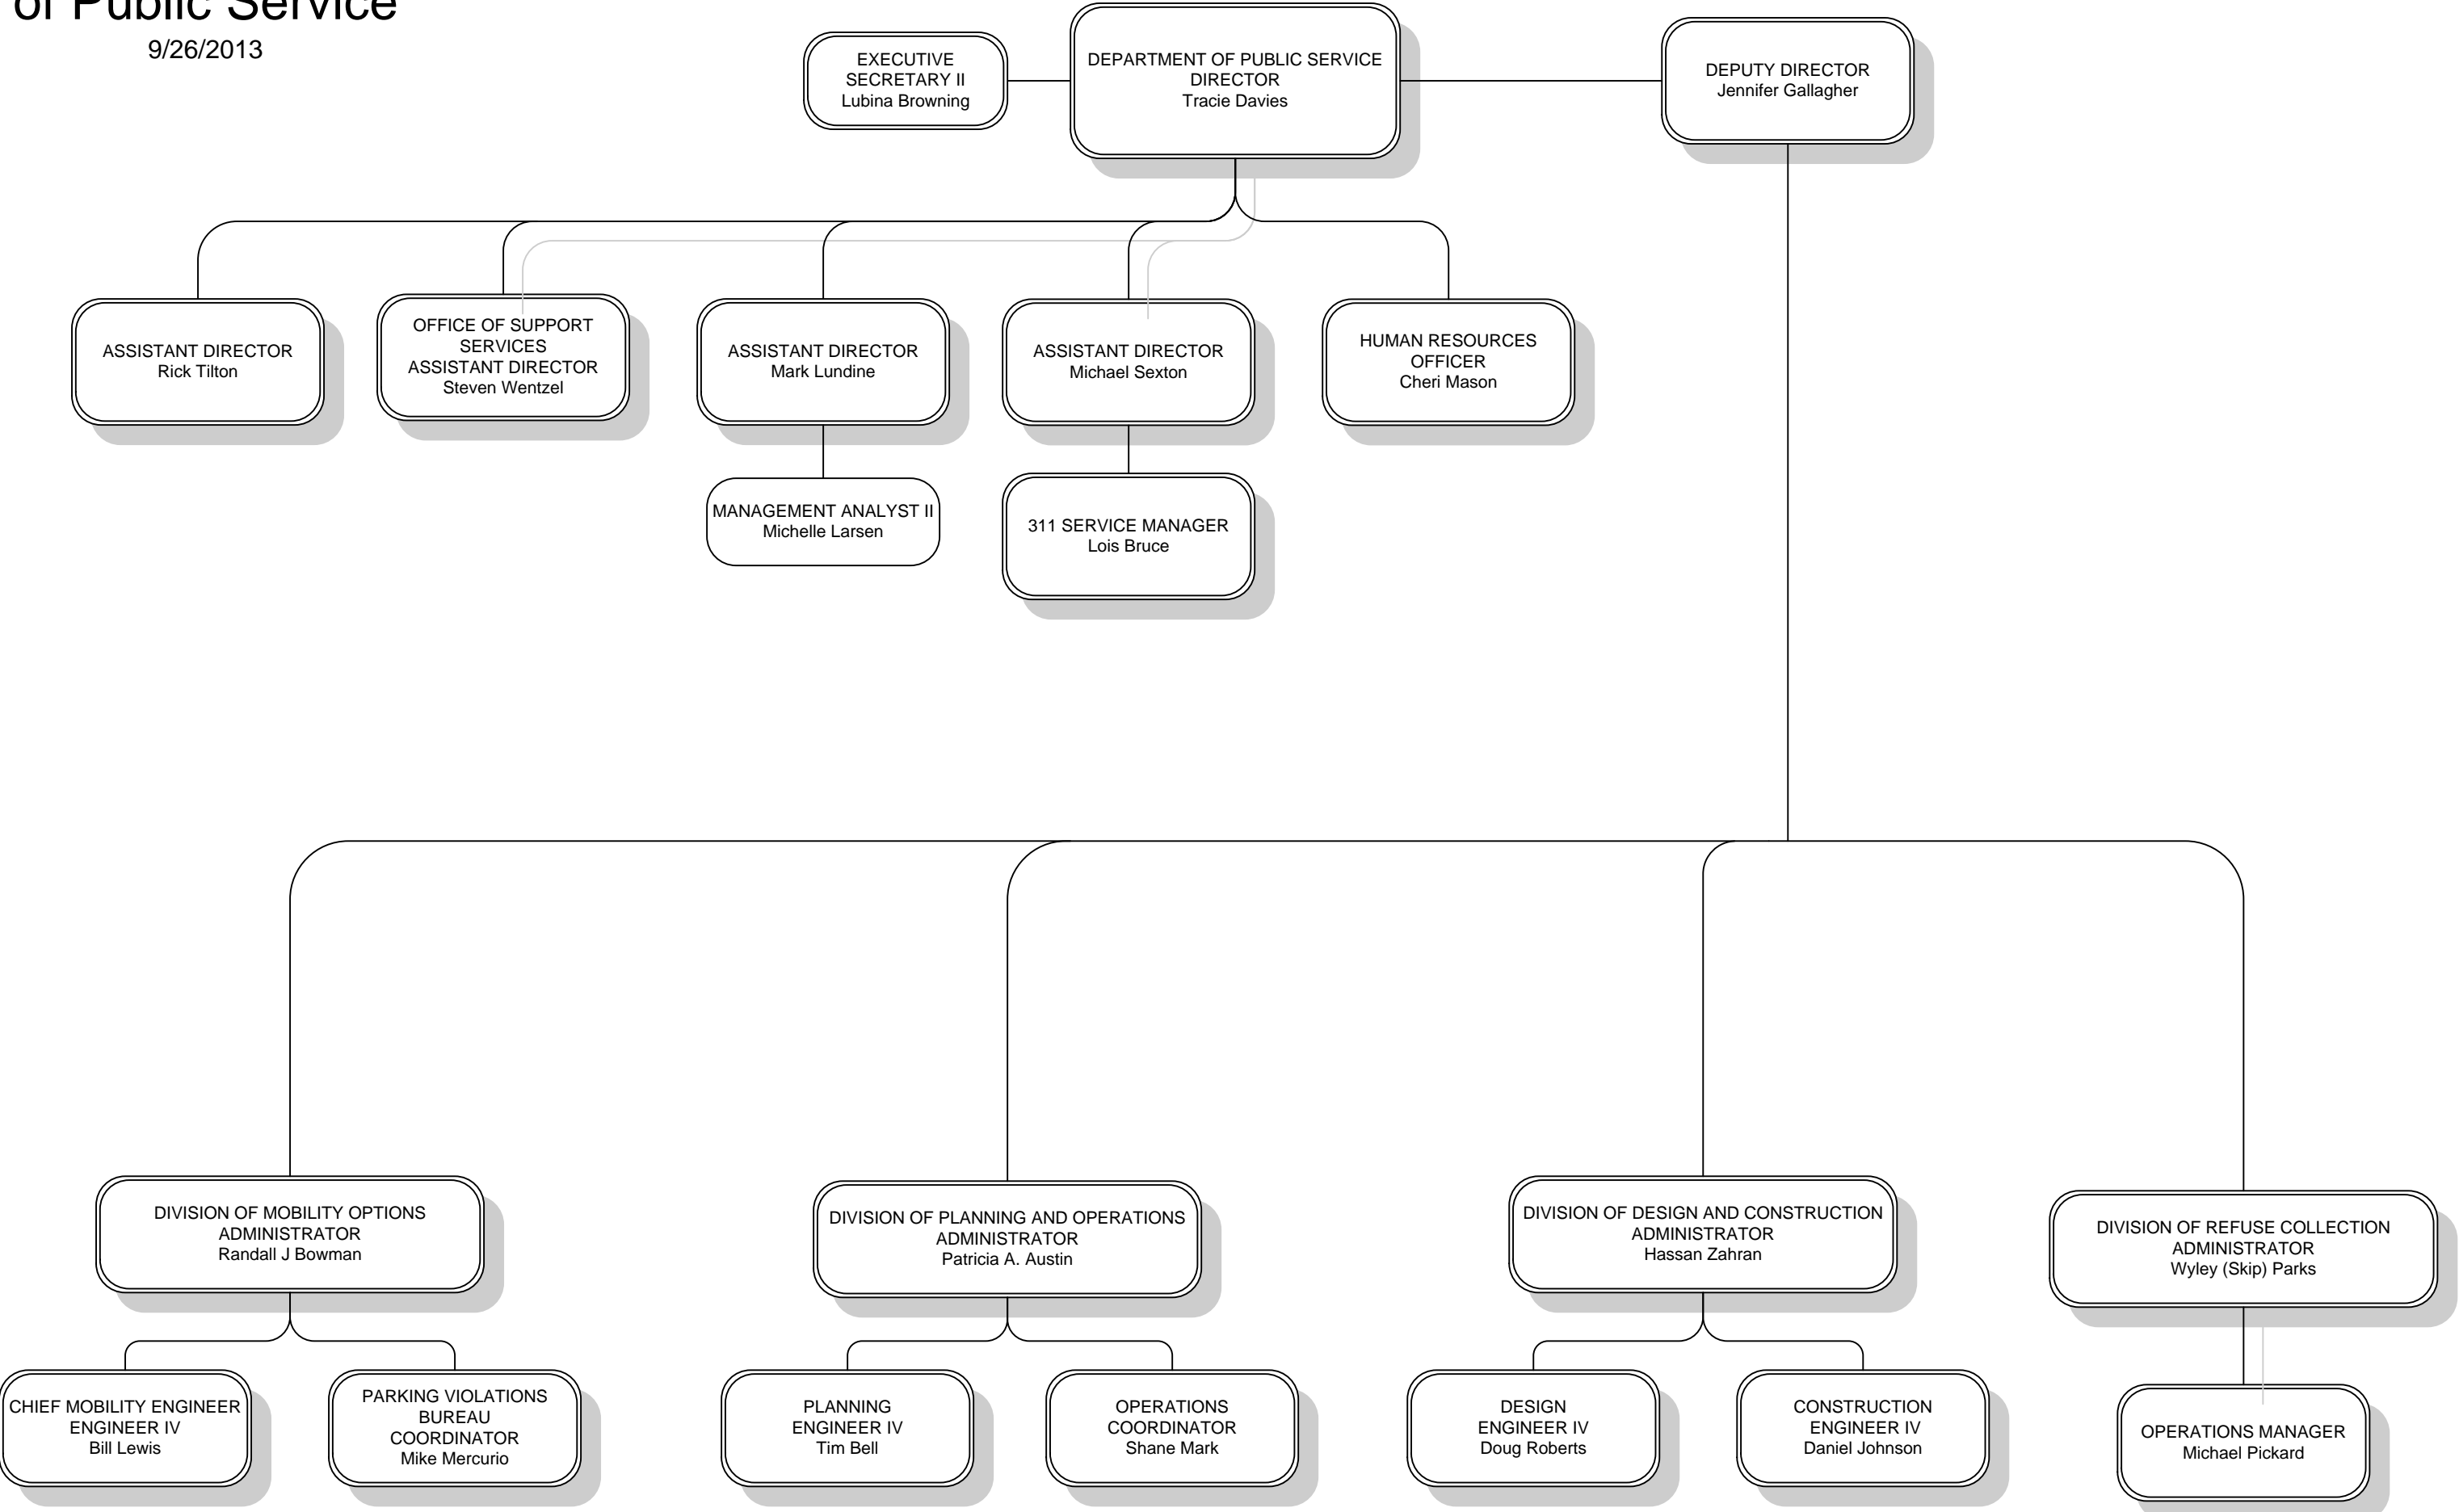 of Public Service
9/26/2013
EXECUTIVE
SECRETARY II
Lubina Browning
DEPARTMENT OF PUBLIC SERVICE
DIRECTOR
Tracie Davies
DEPUTY DIRECTOR
Jennifer Gallagher
ASSISTANT DIRECTOR
Rick Tilton
OFFICE OF SUPPORT
SERVICES
ASSISTANT DIRECTOR
Steven Wentzel
ASSISTANT DIRECTOR
Mark Lundine
ASSISTANT DIRECTOR
Michael Sexton
HUMAN RESOURCES
OFFICER
Cheri Mason
MANAGEMENT ANALYST II
Michelle Larsen
311 SERVICE MANAGER
Lois Bruce
DIVISION OF MOBILITY OPTIONS
ADMINISTRATOR
Randall J Bowman
DIVISION OF PLANNING AND OPERATIONS
ADMINISTRATOR
Patricia A. Austin
DIVISION OF DESIGN AND CONSTRUCTION
ADMINISTRATOR
Hassan Zahran
DIVISION OF REFUSE COLLECTION
ADMINISTRATOR
Wyley (Skip) Parks
CHIEF MOBILITY ENGINEER
ENGINEER IV
Bill Lewis
PARKING VIOLATIONS
BUREAU
COORDINATOR
Mike Mercurio
PLANNING
ENGINEER IV
Tim Bell
OPERATIONS
COORDINATOR
Shane Mark
DESIGN
ENGINEER IV
Doug Roberts
CONSTRUCTION
ENGINEER IV
Daniel Johnson
OPERATIONS MANAGER
Michael Pickard